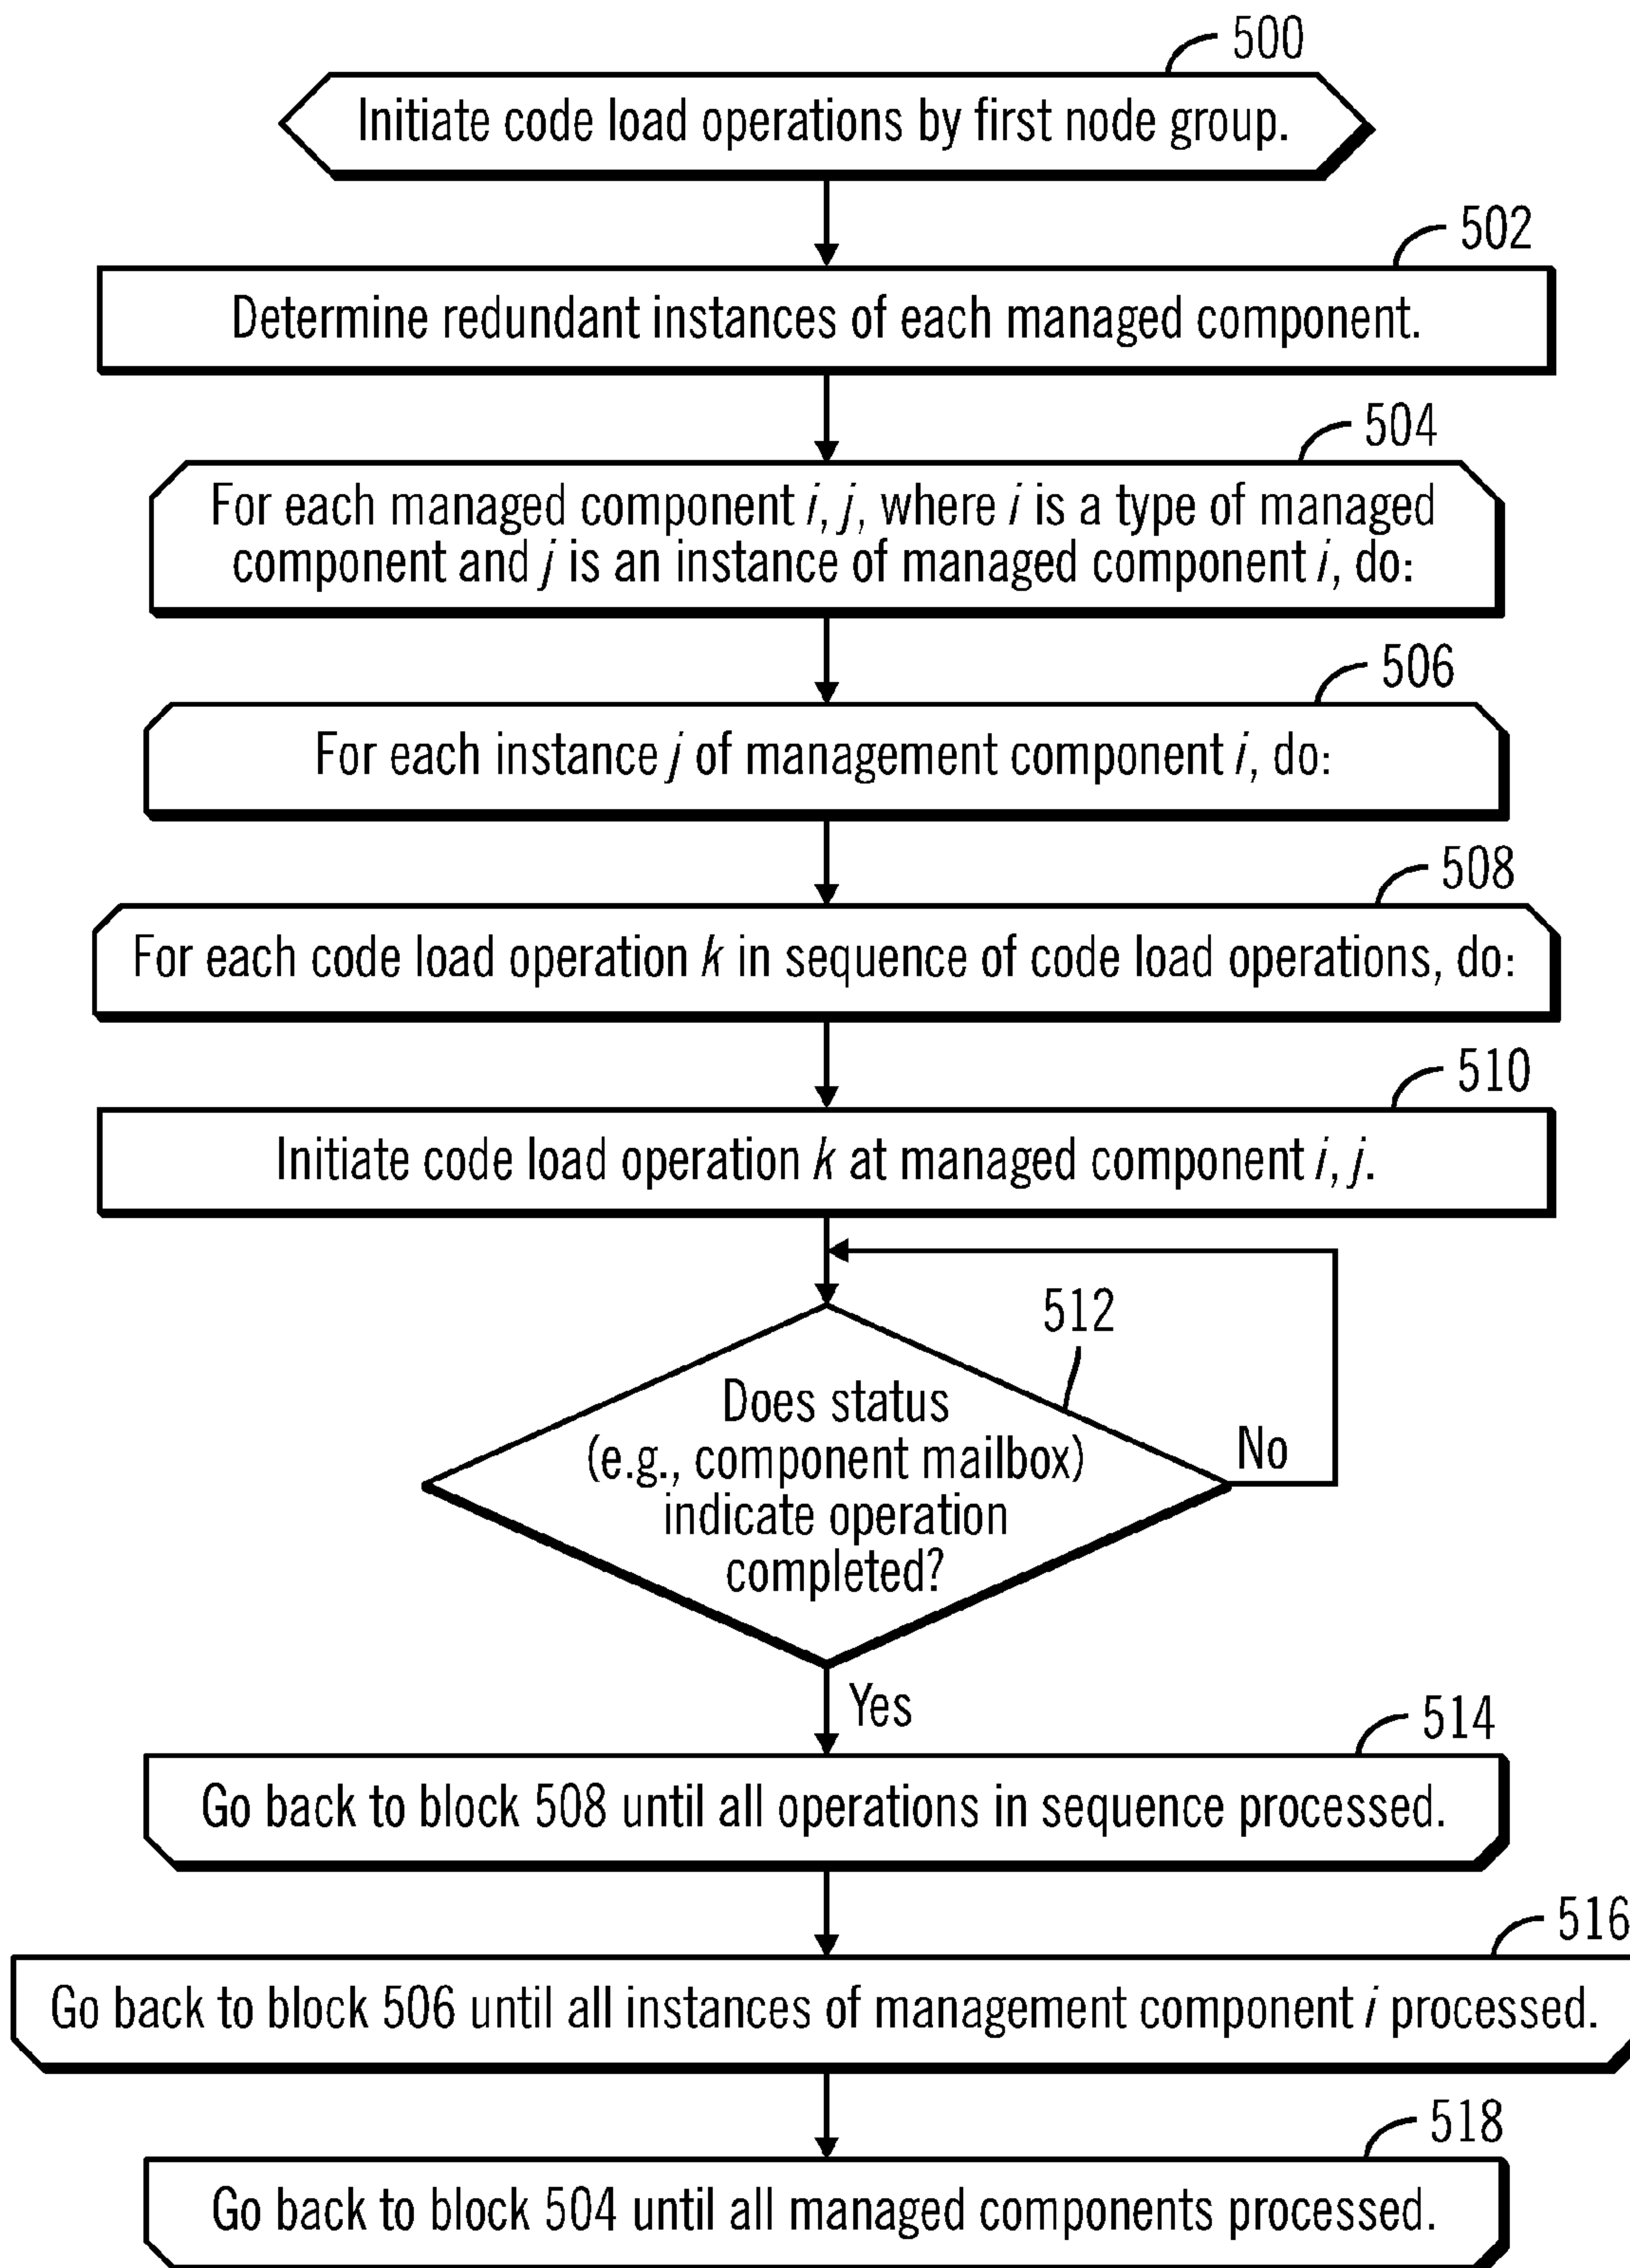 500
Initiate code load operations by first node group.
502
Determine redundant instances of each managed component.
504
For each managed component i, j, where i is a type of managed
component and j is an instance of managed component i, do:
506
For each instance j of management component i, do:
508
For each code load operation k in sequence of code load operations, do:
510
Initiate code load operation k at managed component i, j.
512
Does status
(e.g., component mailbox)
indicate operation
completed?
No
Yes
514
Go back to block 508 until all operations in sequence processed.
516
Go back to block 506 until all instances of management component i processed.
518
Go back to block 504 until all managed components processed.